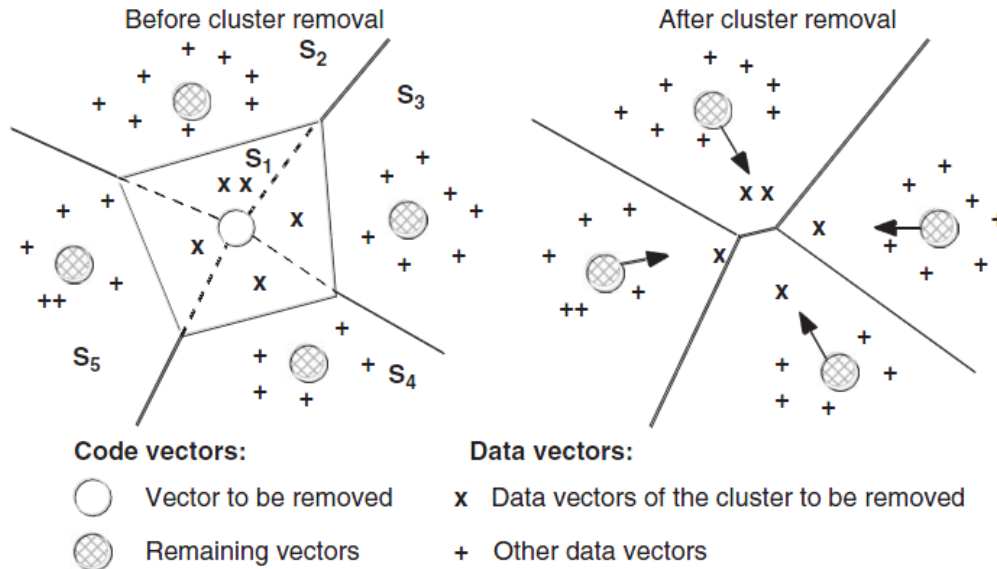 Before cluster removal
After cluster removal
S2
S3
S1
S5
S4
Code vectors:
Data vectors:
Vector to be removed
x Data vectors of the cluster to be removed
Remaining vectors
+ Other data vectors